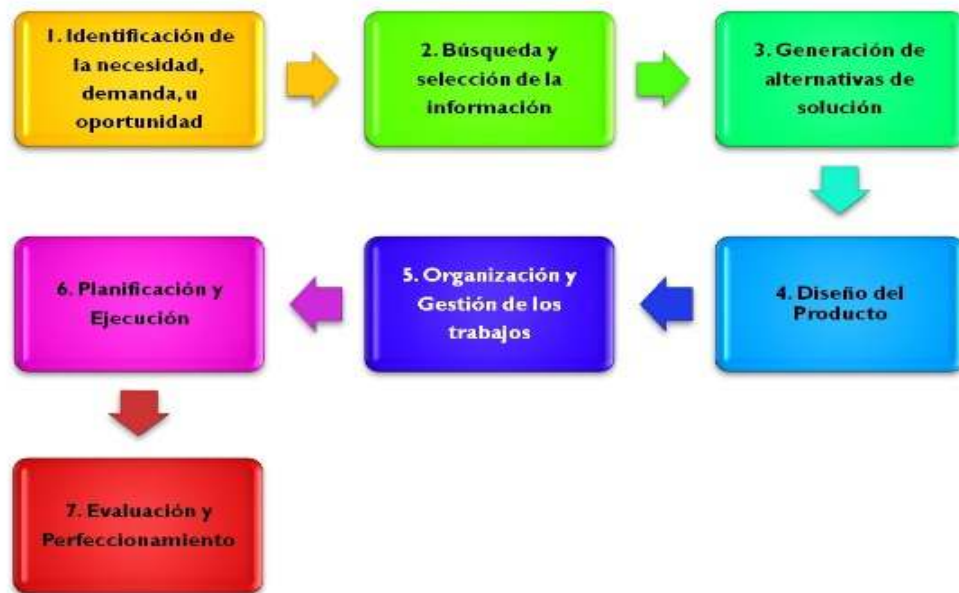 1. Identificación de
la necesidad,
demanda, u
oportunidad
2. Búsqueda y
selección de la
información
3. Generación de
alternativas de
solución
4. Diseño del
Producto
5. Organización y
Gestión de los
trabajos
6. Planificación y
Ejecución
7. Evaluación y
Perfeccionamiento